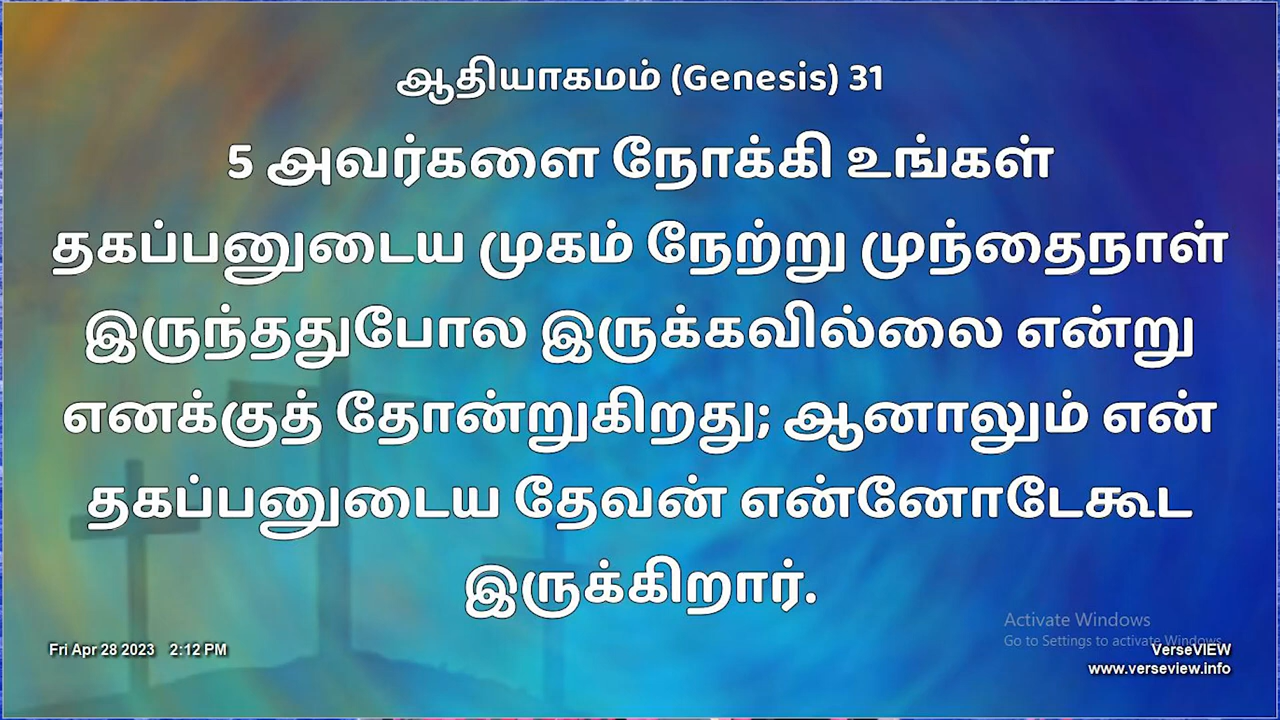 ஆதியாகமம் (Genesis) 31
5 அவர்களை நோக்கி உங்கள்
தகப்பனுடைய முகம் நேற்று முந்தைநாள்
இருந்ததுபோல இருக்கவில்லை என்று
எனக்குத் தோன்றுகிறது; ஆனாலும் என்
தகப்பனுடைய தேவன் என்னோடேகூட
இருக்கிறார்.
Activate Windows
Go to Settings to activate Windows.
Fri Apr 28 2023 2:12 PM
VerseVIEW
www.verseview.info